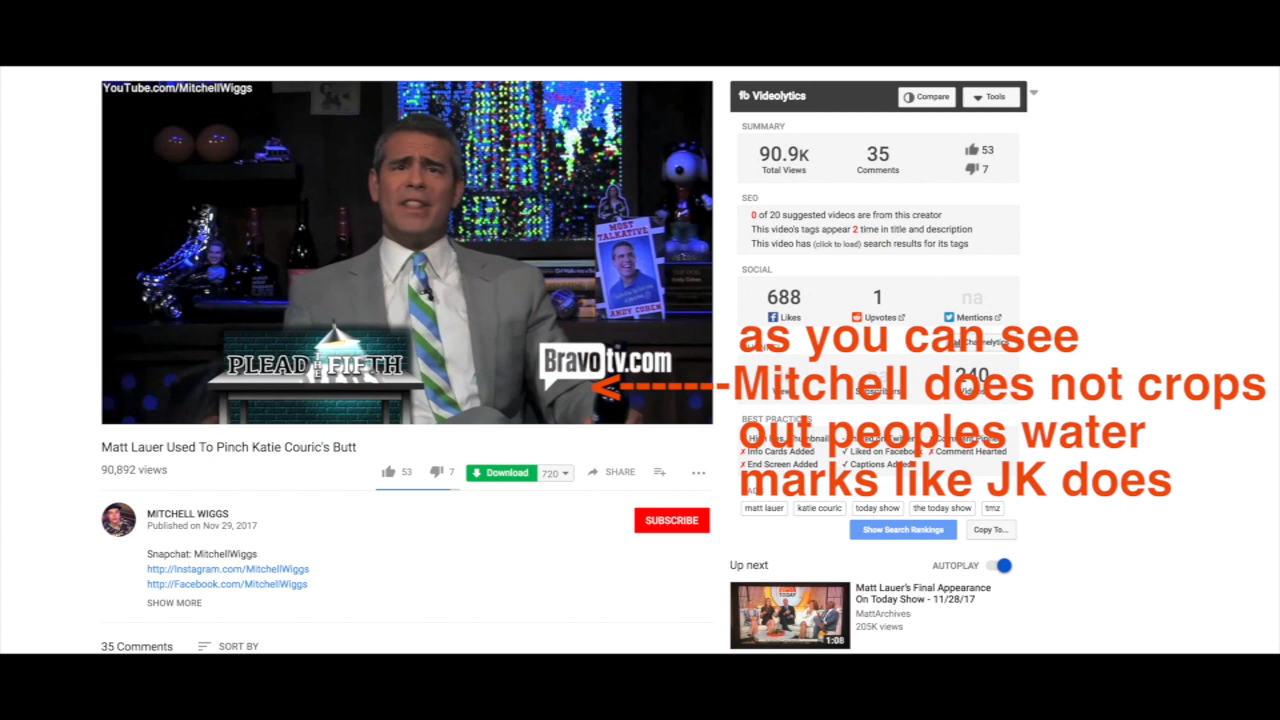 YouTube.com/MitchellWiggs
MOST
TALKATIVE
ANDY COHEN
PLEAD THE FIFTH
Bravotv.com
Matt Lauer Used To Pinch Katie Couric's Butt
90,892 views
53
7
Download
720
SHARE
MITCHELL WIGGS
Published on Nov 29, 2017
SUBSCRIBE
Snapchat: MitchellWiggs
http://Instagram.com/MitchellWiggs
http://Facebook.com/MitchellWiggs
SHOW MORE
35 Comments
SORT BY
tb Videolytics
Compare
Tools
SUMMARY
90.9K
Total Views
35
Comments
53
7
SEO
0 of 20 suggested videos are from this creator
This video's tags appear 2 time in title and description
This video has (click to load) search results for its tags
SOCIAL
688
Likes
1
Upvotes
na
Mentions
Channelytics
240
as you can see
<------Mitchell does not crops
out peoples water
marks like JK does
BEST PRACTICES
✗ Info Cards Added
✓ Liked on Facebook
✗ Comment Hearted
✗ End Screen Added
✓ Captions Added
matt lauer
katie couric
today show
the today show
tmz
Show Search Rankings
Copy To...
Up next
AUTOPLAY
Matt Lauer's Final Appearance
On Today Show - 11/28/17
MattArchives
205K views
1:08